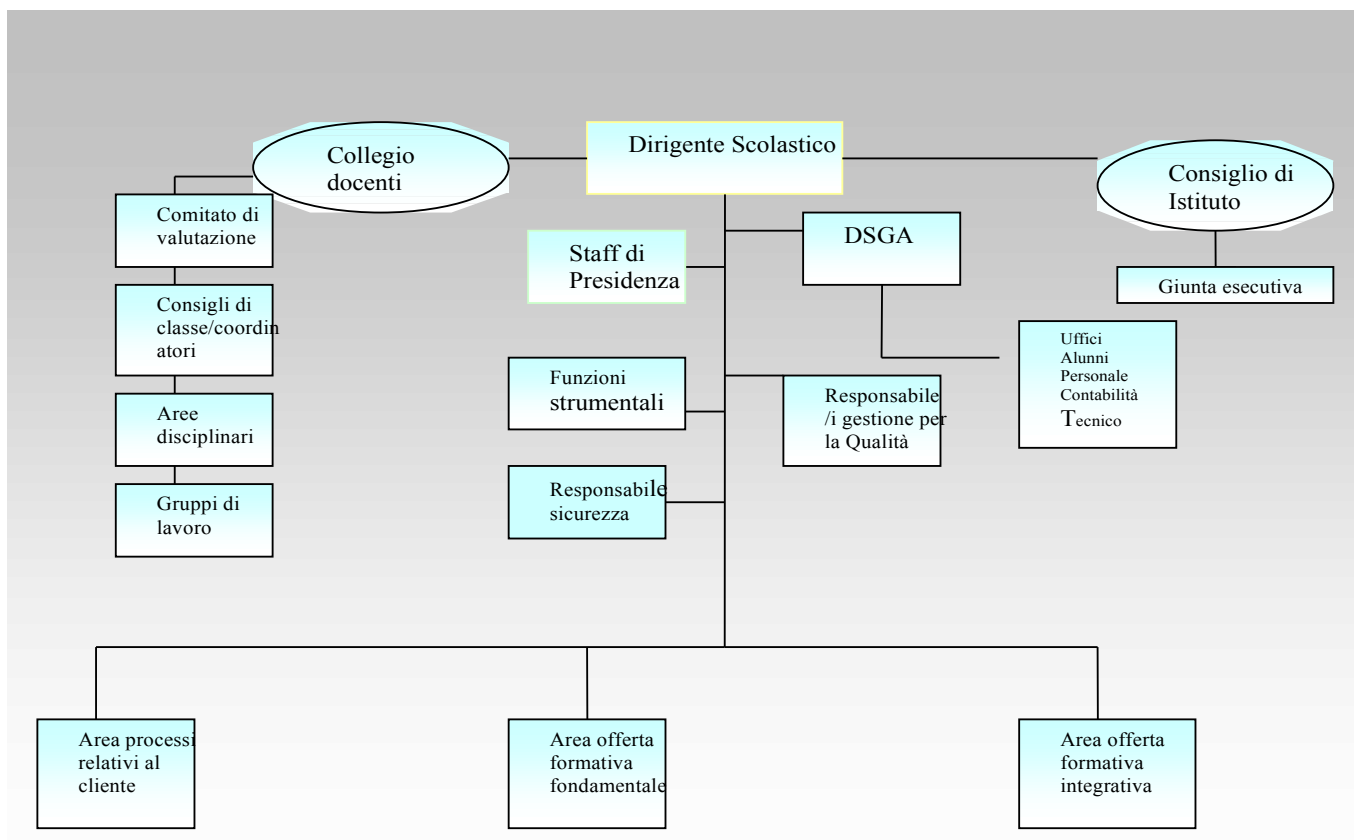 Collegio
docenti
Dirigente Scolastico
Consiglio di
Istituto
Comitato di
valutazione
Staff di
Presidenza
DSGA
Giunta esecutiva
Consigli di
classe/coordin
atori
Uffici
Alunni
Personale
Contabilità
Tecnico
Funzioni
strumentali
Responsabile
/i gestione per
la Qualità
Aree
disciplinari
Responsabile
sicurezza
Gruppi di
lavoro
Area processi
relativi al
cliente
Area offerta
formativa
fondamentale
Area offerta
formativa
integrativa